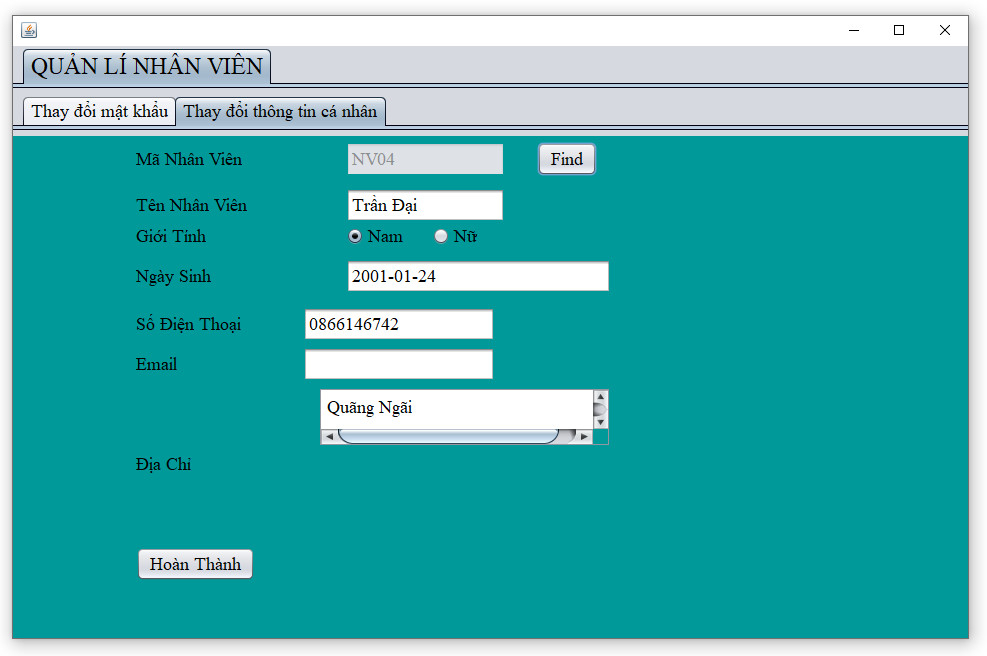 QUẢN LÍ NHÂN VIÊN
Thay đổi mật khẩu Thay đổi thông tin cá nhân
Mã Nhân Viên NV04 Find
Tên Nhân Viên Trần Đại
Giới Tính Nam Nữ
Ngày Sinh 2001-01-24
Số Điện Thoại 0866146742
Email
Quãng Ngãi
Địa Chỉ
Hoàn Thành